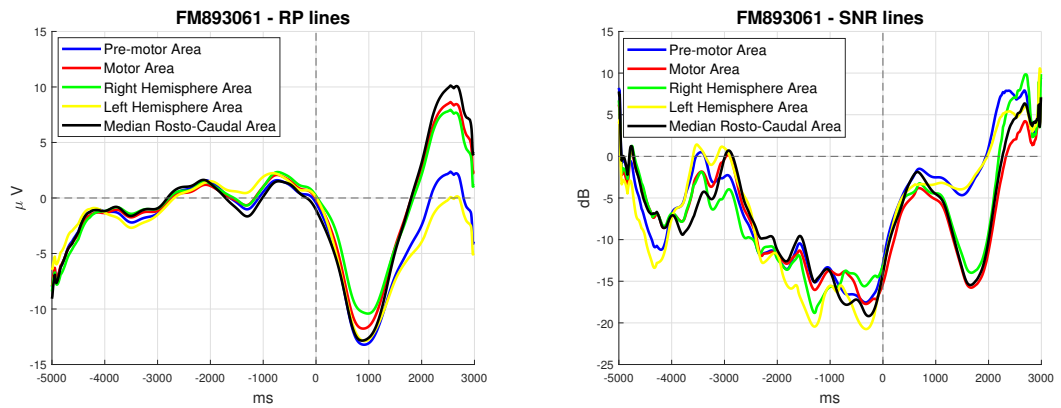 FM893061 - RP lines
15
10
5
0
-5
-10
-15
μ V
Pre-motor Area
Motor Area
Right Hemisphere Area
Left Hemisphere Area
Median Rosto-Caudal Area
-5000 -4000 -3000 -2000 -1000 0 1000 2000 3000
ms
FM893061 - SNR lines
15
10
5
0
-5
-10
-15
-20
-25
dB
Pre-motor Area
Motor Area
Right Hemisphere Area
Left Hemisphere Area
Median Rosto-Caudal Area
-5000 -4000 -3000 -2000 -1000 0 1000 2000 3000
ms